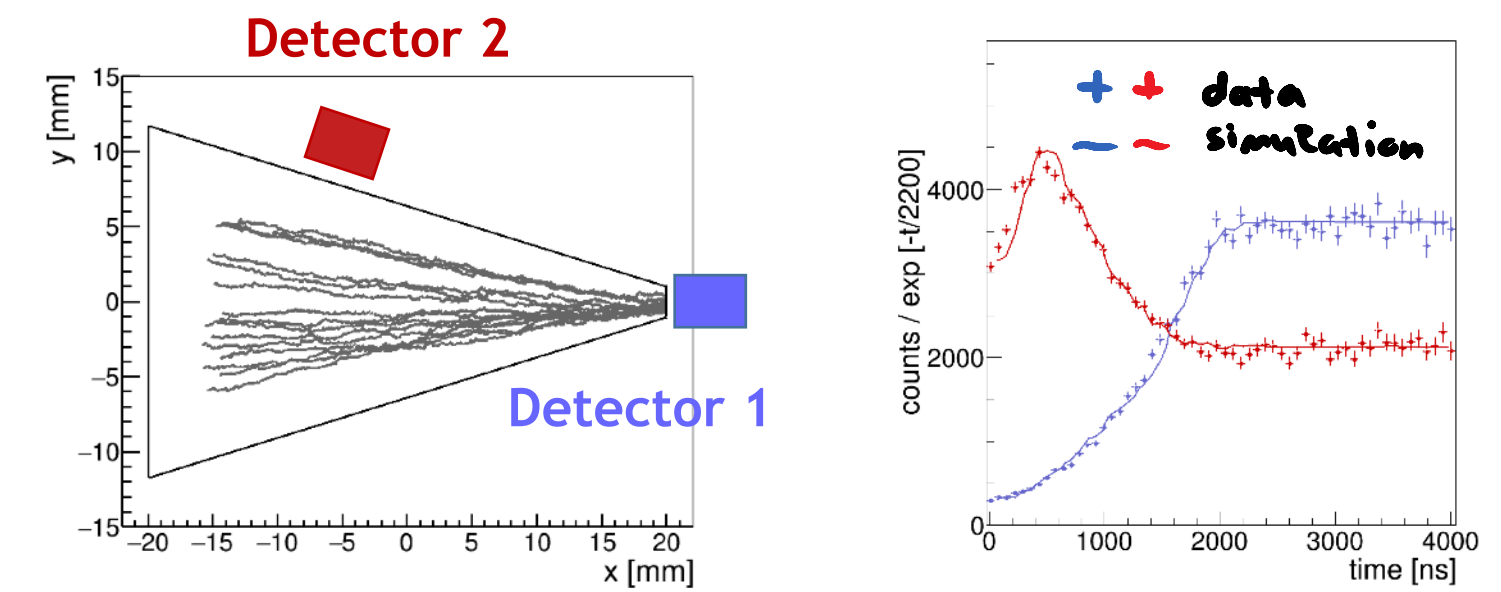 Detector 2
y [mm]
15
10
5
0
−5
−10
−15
−20 −15 −10 −5 0 5 10 15 20
x [mm]
Detector 1
data
simulation
counts / exp [-t/2200]
4000
2000
0
0 1000 2000 3000 4000
time [ns]